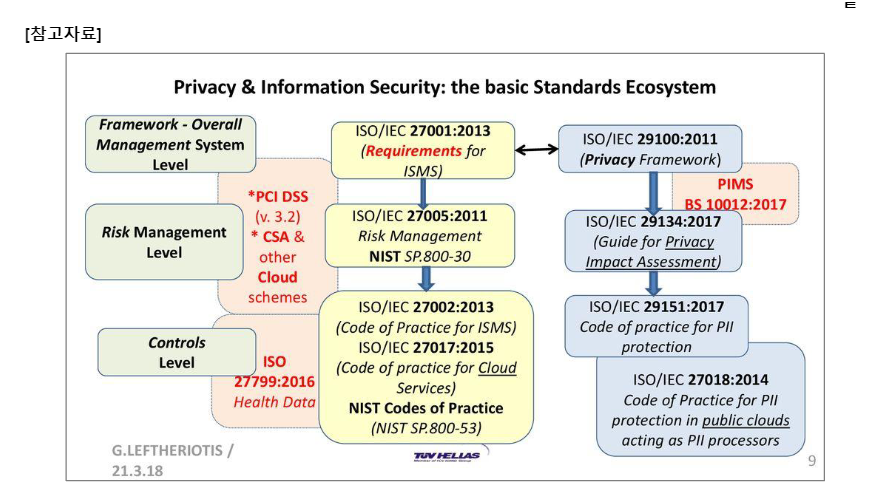 [참고자료]
Privacy & Information Security: the basic Standards Ecosystem
Framework - Overall
Management System
Level
ISO/IEC 27001:2013
(Requirements for
ISMS)
ISO/IEC 29100:2011
(Privacy Framework)
*PCI DSS
(v. 3.2)
* CSA &
other
Cloud
schemes
PIMS
BS 10012:2017
Risk Management
Level
ISO/IEC 27005:2011
Risk Management
NIST SP.800-30
ISO/IEC 29134:2017
(Guide for Privacy
Impact Assessment)
ISO/IEC 27002:2013
(Code of Practice for ISMS)
ISO/IEC 27017:2015
(Code of practice for Cloud
Services)
NIST Codes of Practice
(NIST SP.800-53)
ISO/IEC 29151:2017
Code of practice for PII
protection
Controls
Level
ISO
27799:2016
Health Data
ISO/IEC 27018:2014
Code of Practice for PII
protection in public clouds
acting as PII processors
G.LEFTHERIOTIS /
21.3.18
TÜV HELLAS
9